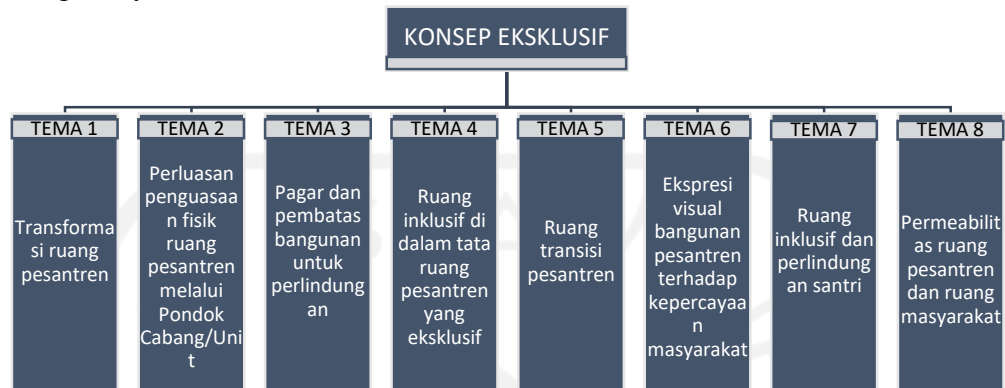 KONSEP EKSKLUSIF
TEMA 1
Transforma
si ruang
pesantren
TEMA 2
Perluasan
penguasaa
n fisik
ruang
pesantren
melalui
Pondok
Cabang/Uni
t
TEMA 3
Pagar dan
pembatas
bangunan
untuk
perlindung
an
TEMA 4
Ruang
inklusif di
dalam tata
ruang
pesantren
yang
eksklusif
TEMA 5
Ruang
transisi
pesantren
TEMA 6
Ekspresi
visual
bangunan
pesantren
terhadap
kepercayaa
n
masyarakat
TEMA 7
Ruang
inklusif dan
perlindung
an santri
TEMA 8
Permeabilit
as ruang
pesantren
dan ruang
masyarakat